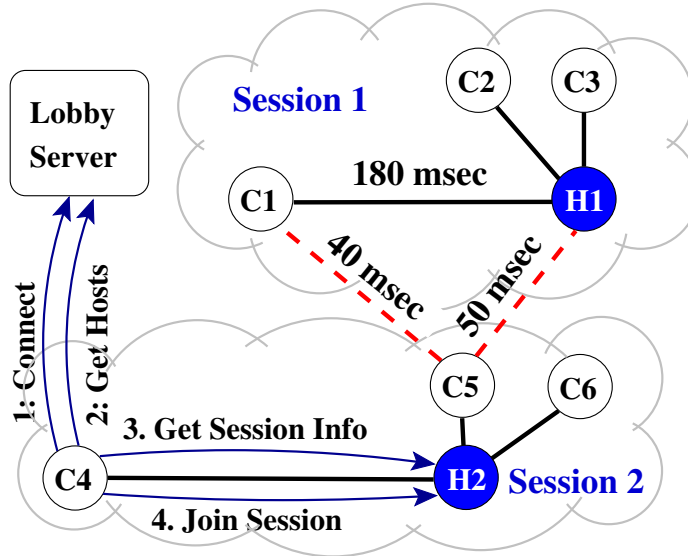 Lobby
Server
Session 1
C2
C3
180 msec
C1
H1
40 msec
50 msec
1: Connect
2: Get Hosts
C5
C6
3. Get Session Info
C4
H2
Session 2
4. Join Session